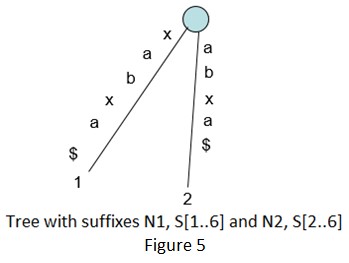 x
a
b
x
a
$
1
a
b
x
a
$
2
Tree with suffixes N1, S[1..6] and N2, S[2..6]
Figure 5